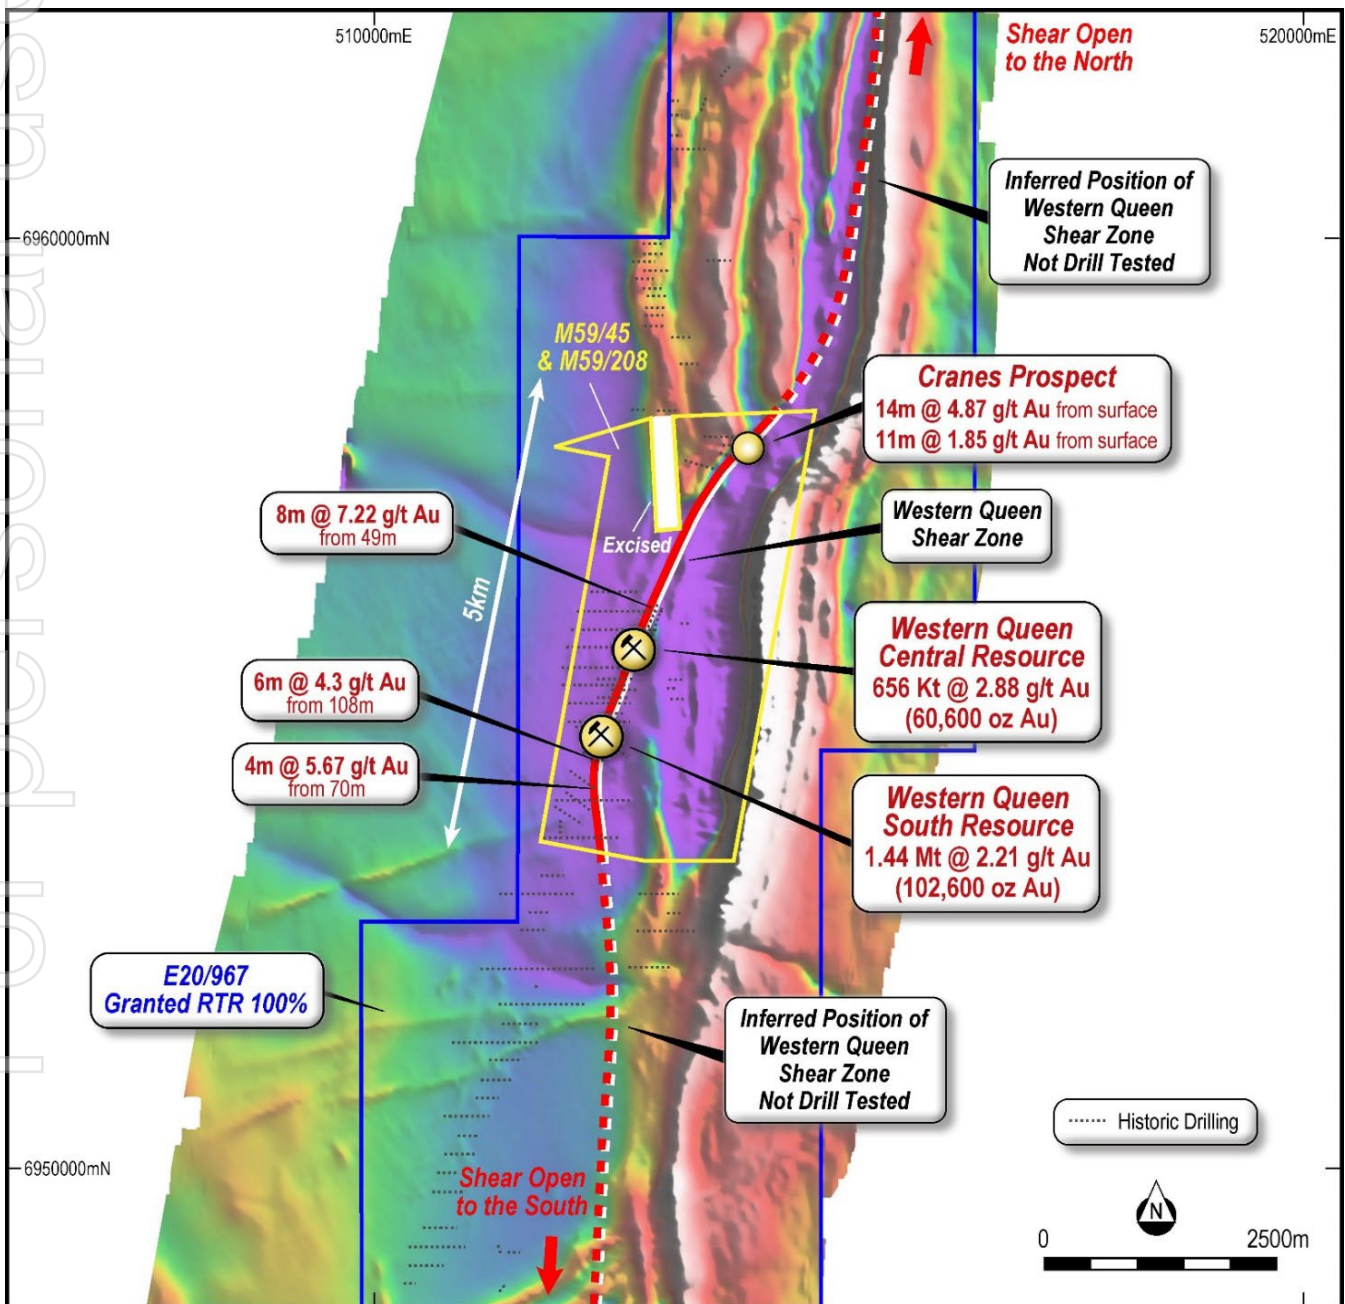 For personal use
510000mE
520000mE
Shear Open
to the North
Inferred Position of
Western Queen
Shear Zone
Not Drill Tested
6960000mN
M59/45
& M59/208
Cranes Prospect
14m @ 4.87 g/t Au from surface
11m @ 1.85 g/t Au from surface
8m @ 7.22 g/t Au
from 49m
Western Queen
Shear Zone
Excised
5km
Western Queen
Central Resource
656 Kt @ 2.88 g/t Au
(60,600 oz Au)
6m @ 4.3 g/t Au
from 108m
4m @ 5.67 g/t Au
from 70m
Western Queen
South Resource
1.44 Mt @ 2.21 g/t Au
(102,600 oz Au)
E20/967
Granted RTR 100%
Inferred Position of
Western Queen
Shear Zone
Not Drill Tested
Historic Drilling
6950000mN
Shear Open
to the South
N
0
2500m